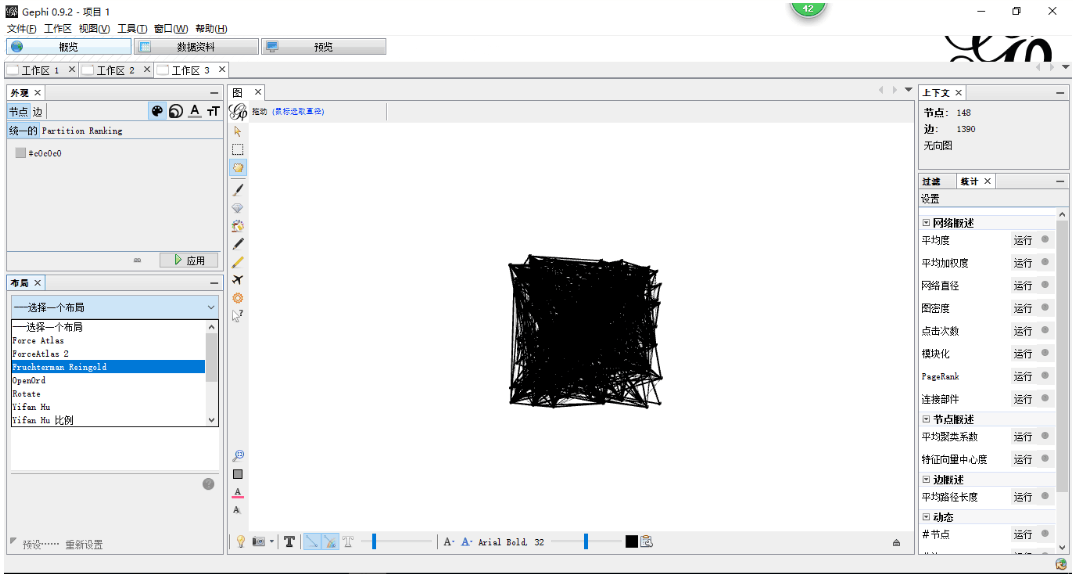 Gephi 0.9.2 - 项目 1
42
文件(F) 工作区 视图(V) 工具(T) 窗口(W) 帮助(H)
概览 数据资料 预览
工作区 1 × 工作区 2 × 工作区 3 ×
外观 ×
节点 边
统一的 Partition Ranking
#c0c0c0
应用
布局 ×
---选择一个布局
---选择一个布局
Force Atlas
ForceAtlas 2
Fruchterman Reingold
OpenOrd
Rotate
Yifan Hu
Yifan Hu 比例
预设…… 重新设置
图 ×
拖动 (鼠标选取直径)
A- A- Arial Bold, 32
上下文 ×
节点: 148
边: 1390
无向图
过滤 统计 ×
设置
网络概述
平均度 运行
平均加权度 运行
网络直径 运行
图密度 运行
点击次数 运行
模块化 运行
PageRank 运行
连接部件 运行
节点概述
平均聚类系数 运行
特征向量中心度 运行
边概述
平均路径长度 运行
动态
#节点 运行